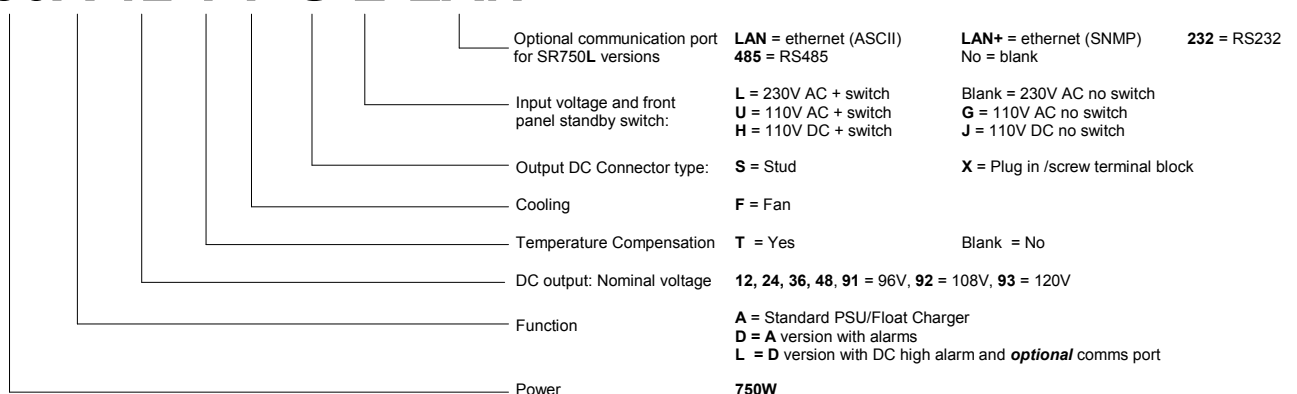 Optional communication port LAN = ethernet (ASCII) LAN+ = ethernet (SNMP) 232 = RS232
for SR750L versions 485 = RS485 No = blank
L = 230V AC + switch Blank = 230V AC no switch
Input voltage and front U = 110V AC + switch G = 110V AC no switch
panel standby switch: H = 110V DC + switch J = 110V DC no switch
Output DC Connector type: S = Stud X = Plug in /screw terminal block
Cooling F = Fan
Temperature Compensation T = Yes Blank = No
DC output: Nominal voltage 12, 24, 36, 48, 91 = 96V, 92 = 108V, 93 = 120V
Function A = Standard PSU/Float Charger
D = A version with alarms
L = D version with DC high alarm and optional comms port
Power 750W